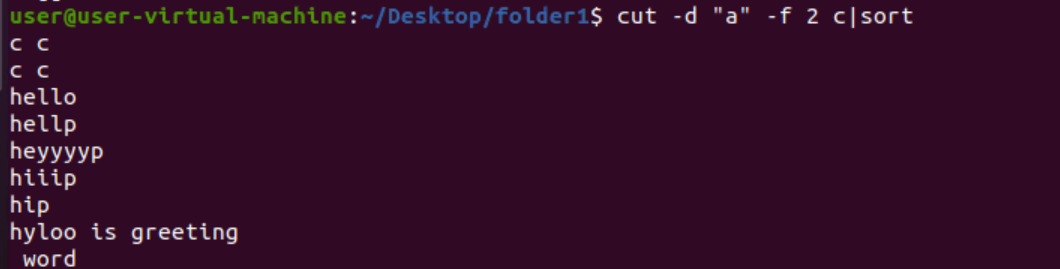 user@user-virtual-machine:~/Desktop/folder1$ cut -d "a" -f 2 c|sort
c c
c c
hello
hellp
heyyyyp
hiiip
hip
hyloo is greeting
 word